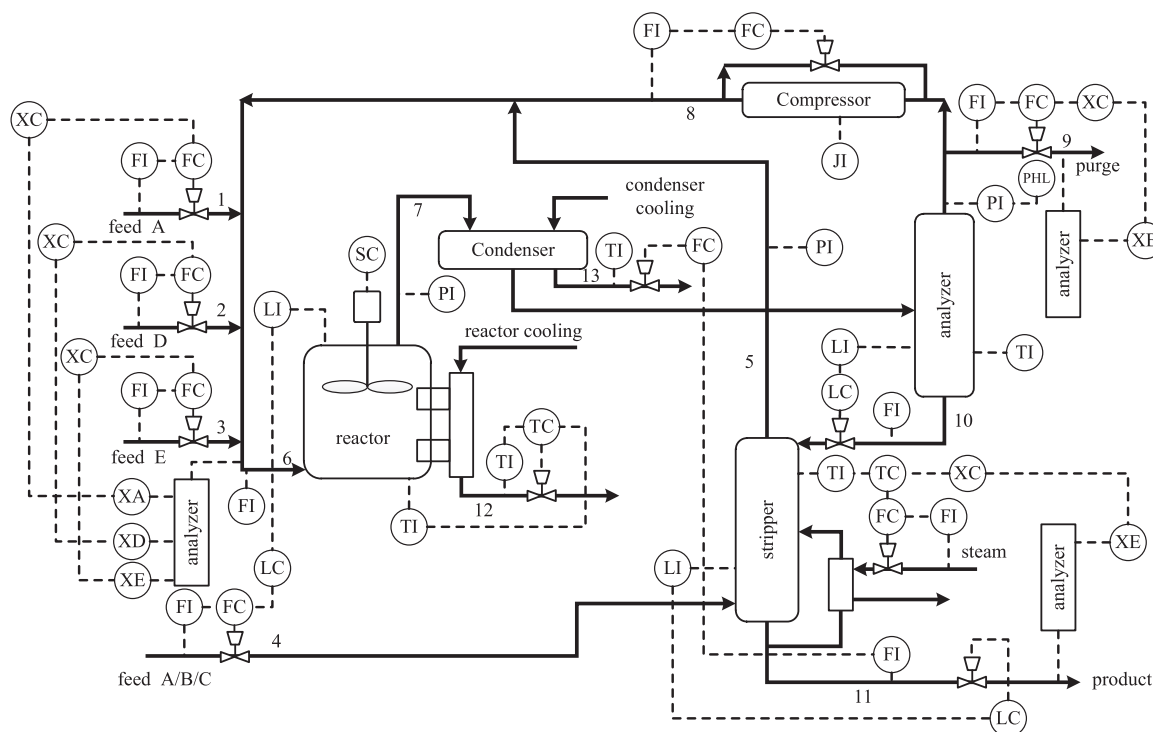 FI
FC
XC
8
Compressor
FI
FC
XC
JI
9
purge
PHL
PI
XE
analyzer
FI
FC
1
feed A
XC
7
condenser
cooling
Condenser
SC
PI
TI
FC
13
PI
analyzer
FI
FC
2
feed D
LI
reactor cooling
XC
5
LI
TI
LC
FI
10
FI
FC
3
feed E
reactor
6
TC
TI
12
TI
FI
XA
XD
XE
analyzer
LC
FI
FC
4
feed A/B/C
stripper
TI
TC
XC
FC
FI
steam
XE
analyzer
LI
FI
11
LC
product